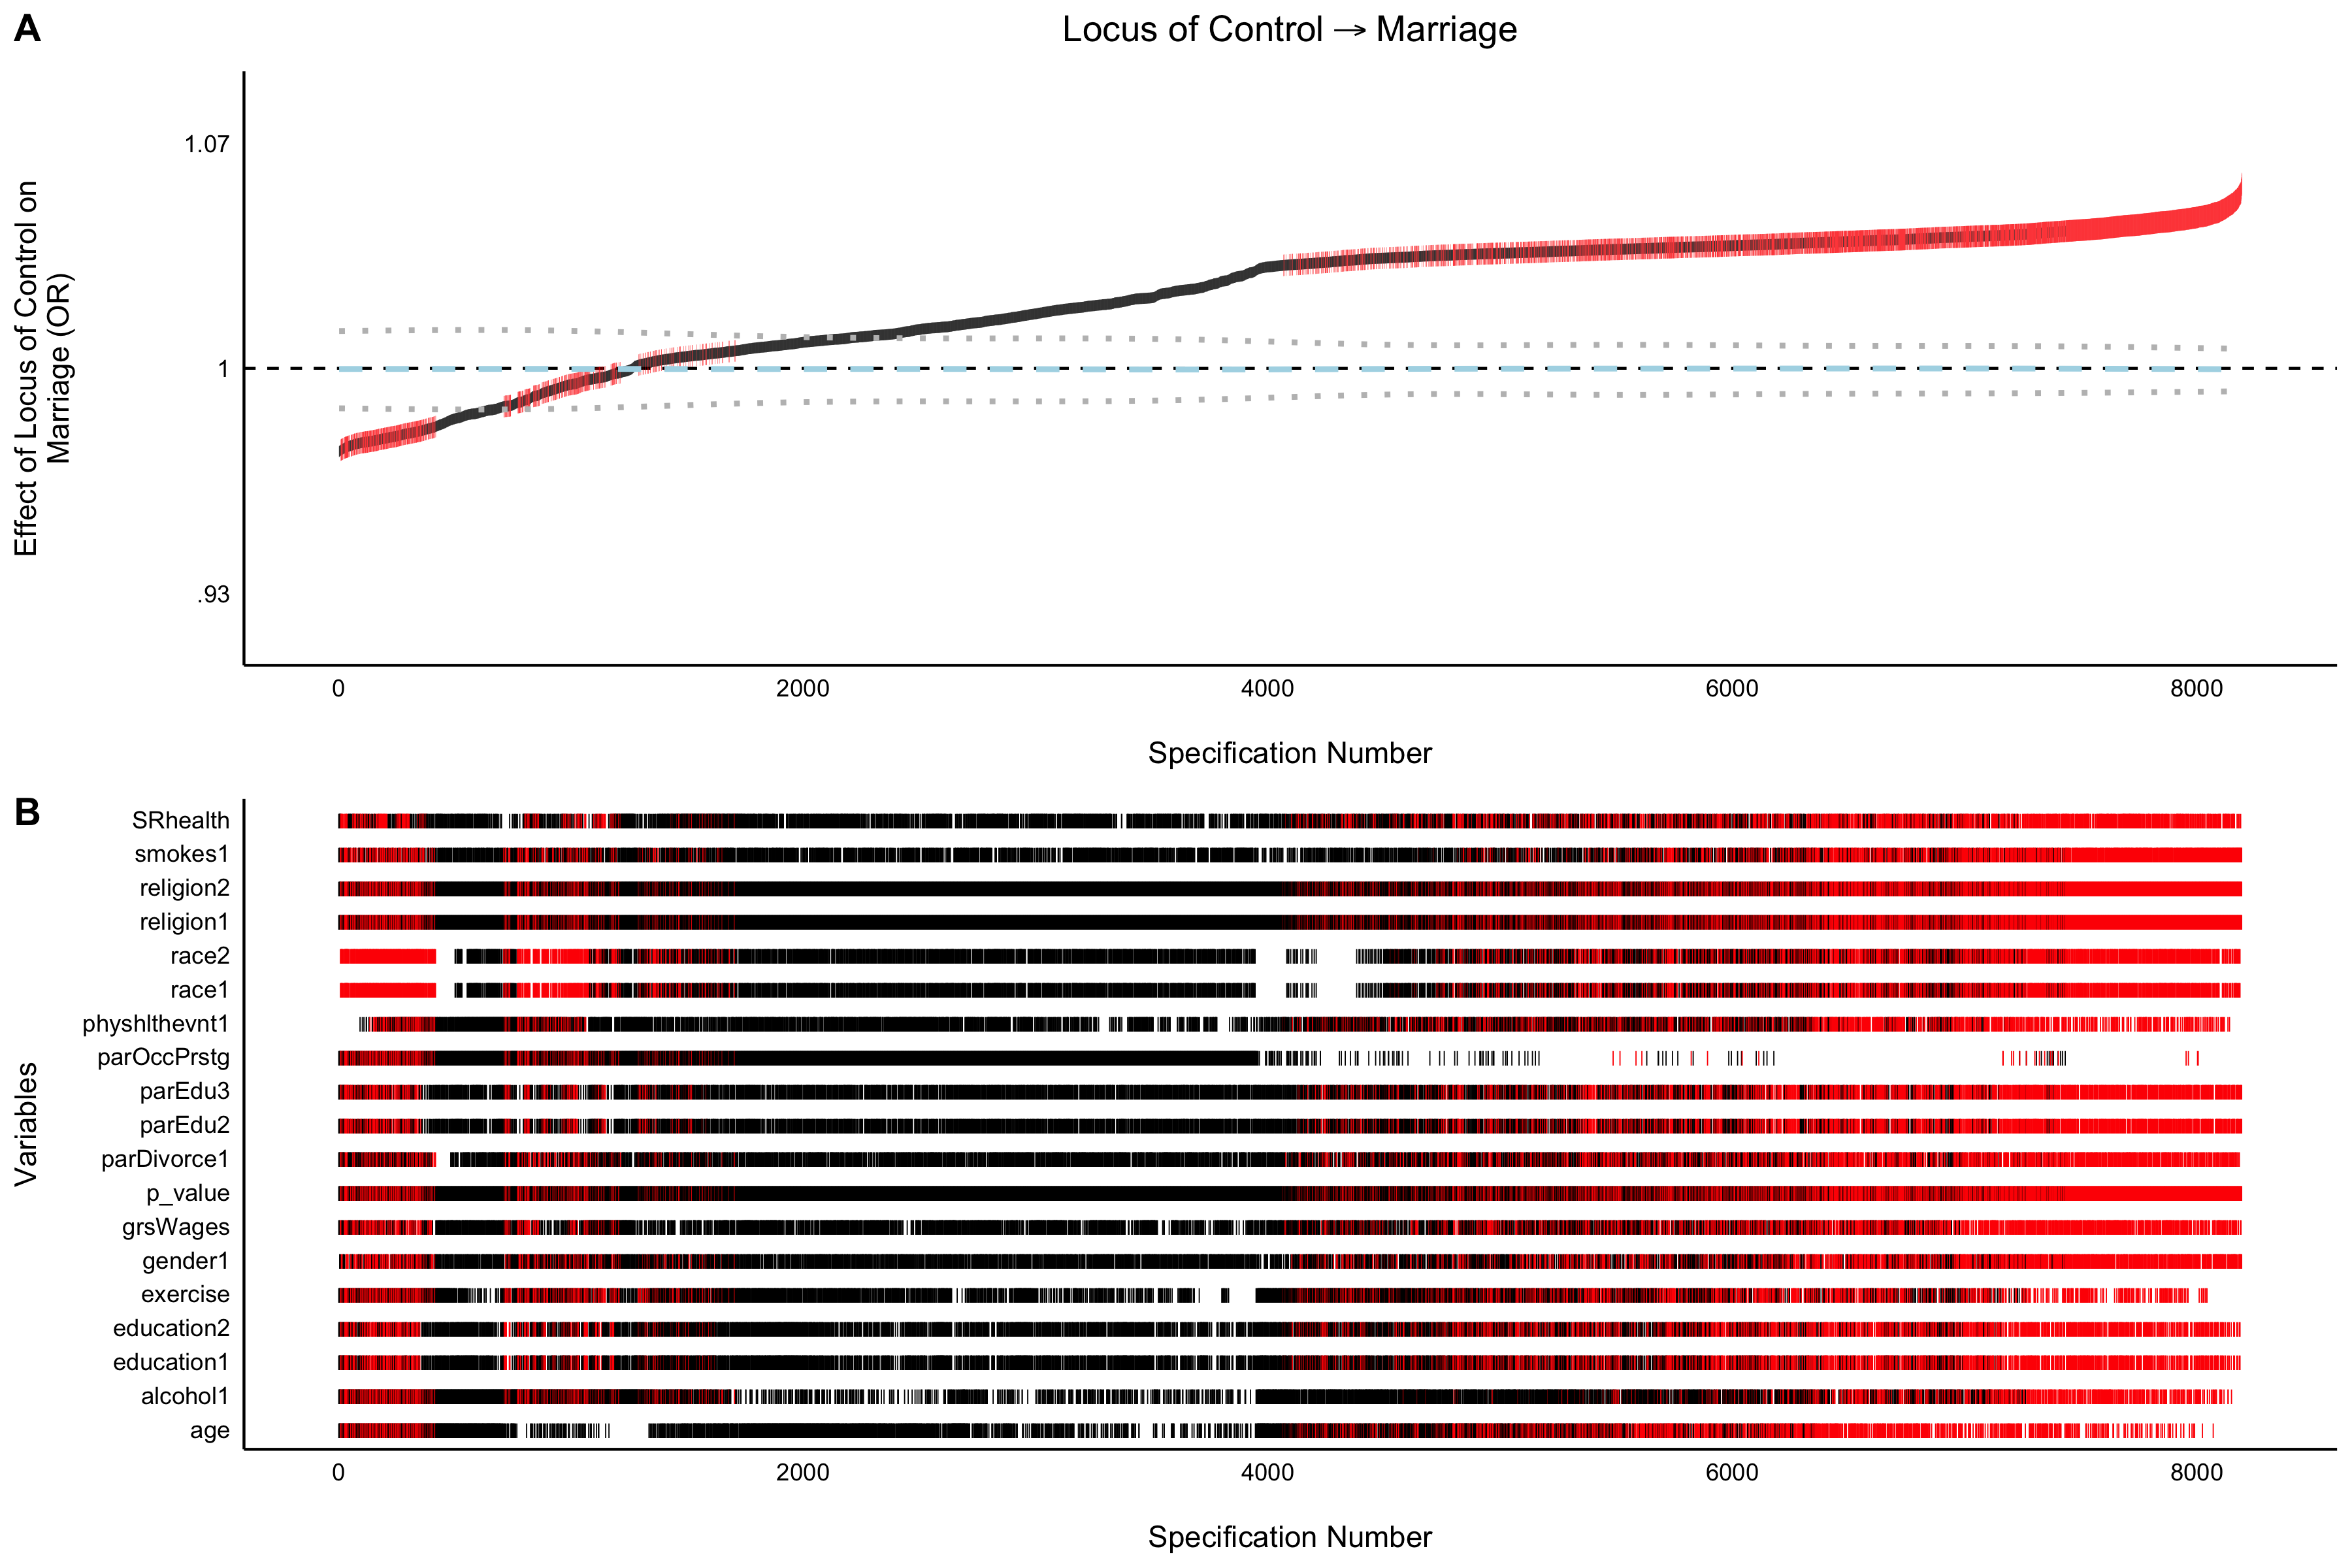 A
Locus of Control → Marriage
Effect of Locus of Control on
Marriage (OR)
1.07
1
.93
0 2000 4000 6000 8000
Specification Number
B
Variables
SRhealth
smokes1
religion2
religion1
race2
race1
physhlthevnt1
parOccPrstg
parEdu3
parEdu2
parDivorce1
p_value
grsWages
gender1
exercise
education2
education1
alcohol1
age
0 2000 4000 6000 8000
Specification Number